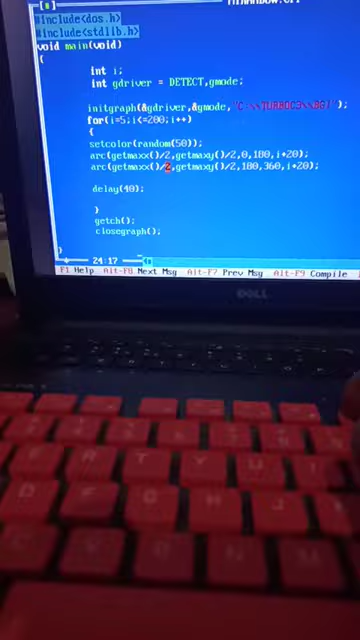 #include<dos.h>
#include<stdlib.h>
void main(void)
{
int i;
int gdriver = DETECT,gmode;
initgraph(&gdriver,&gmode,"C:\\TURBOC3\\BGI");
for(i=5;i<=200;i++)
{
setcolor(random(50));
arc(getmaxx()/2,getmaxy()/2,0,180,i+20);
arc(getmaxx()/2,getmaxy()/2,180,360,i+20);
delay(40);
}
getch();
closegraph();
}
24:17
F1 Help Alt-F8 Next Msg Alt-F7 Prev Msg Alt-F9 Compile
DELL